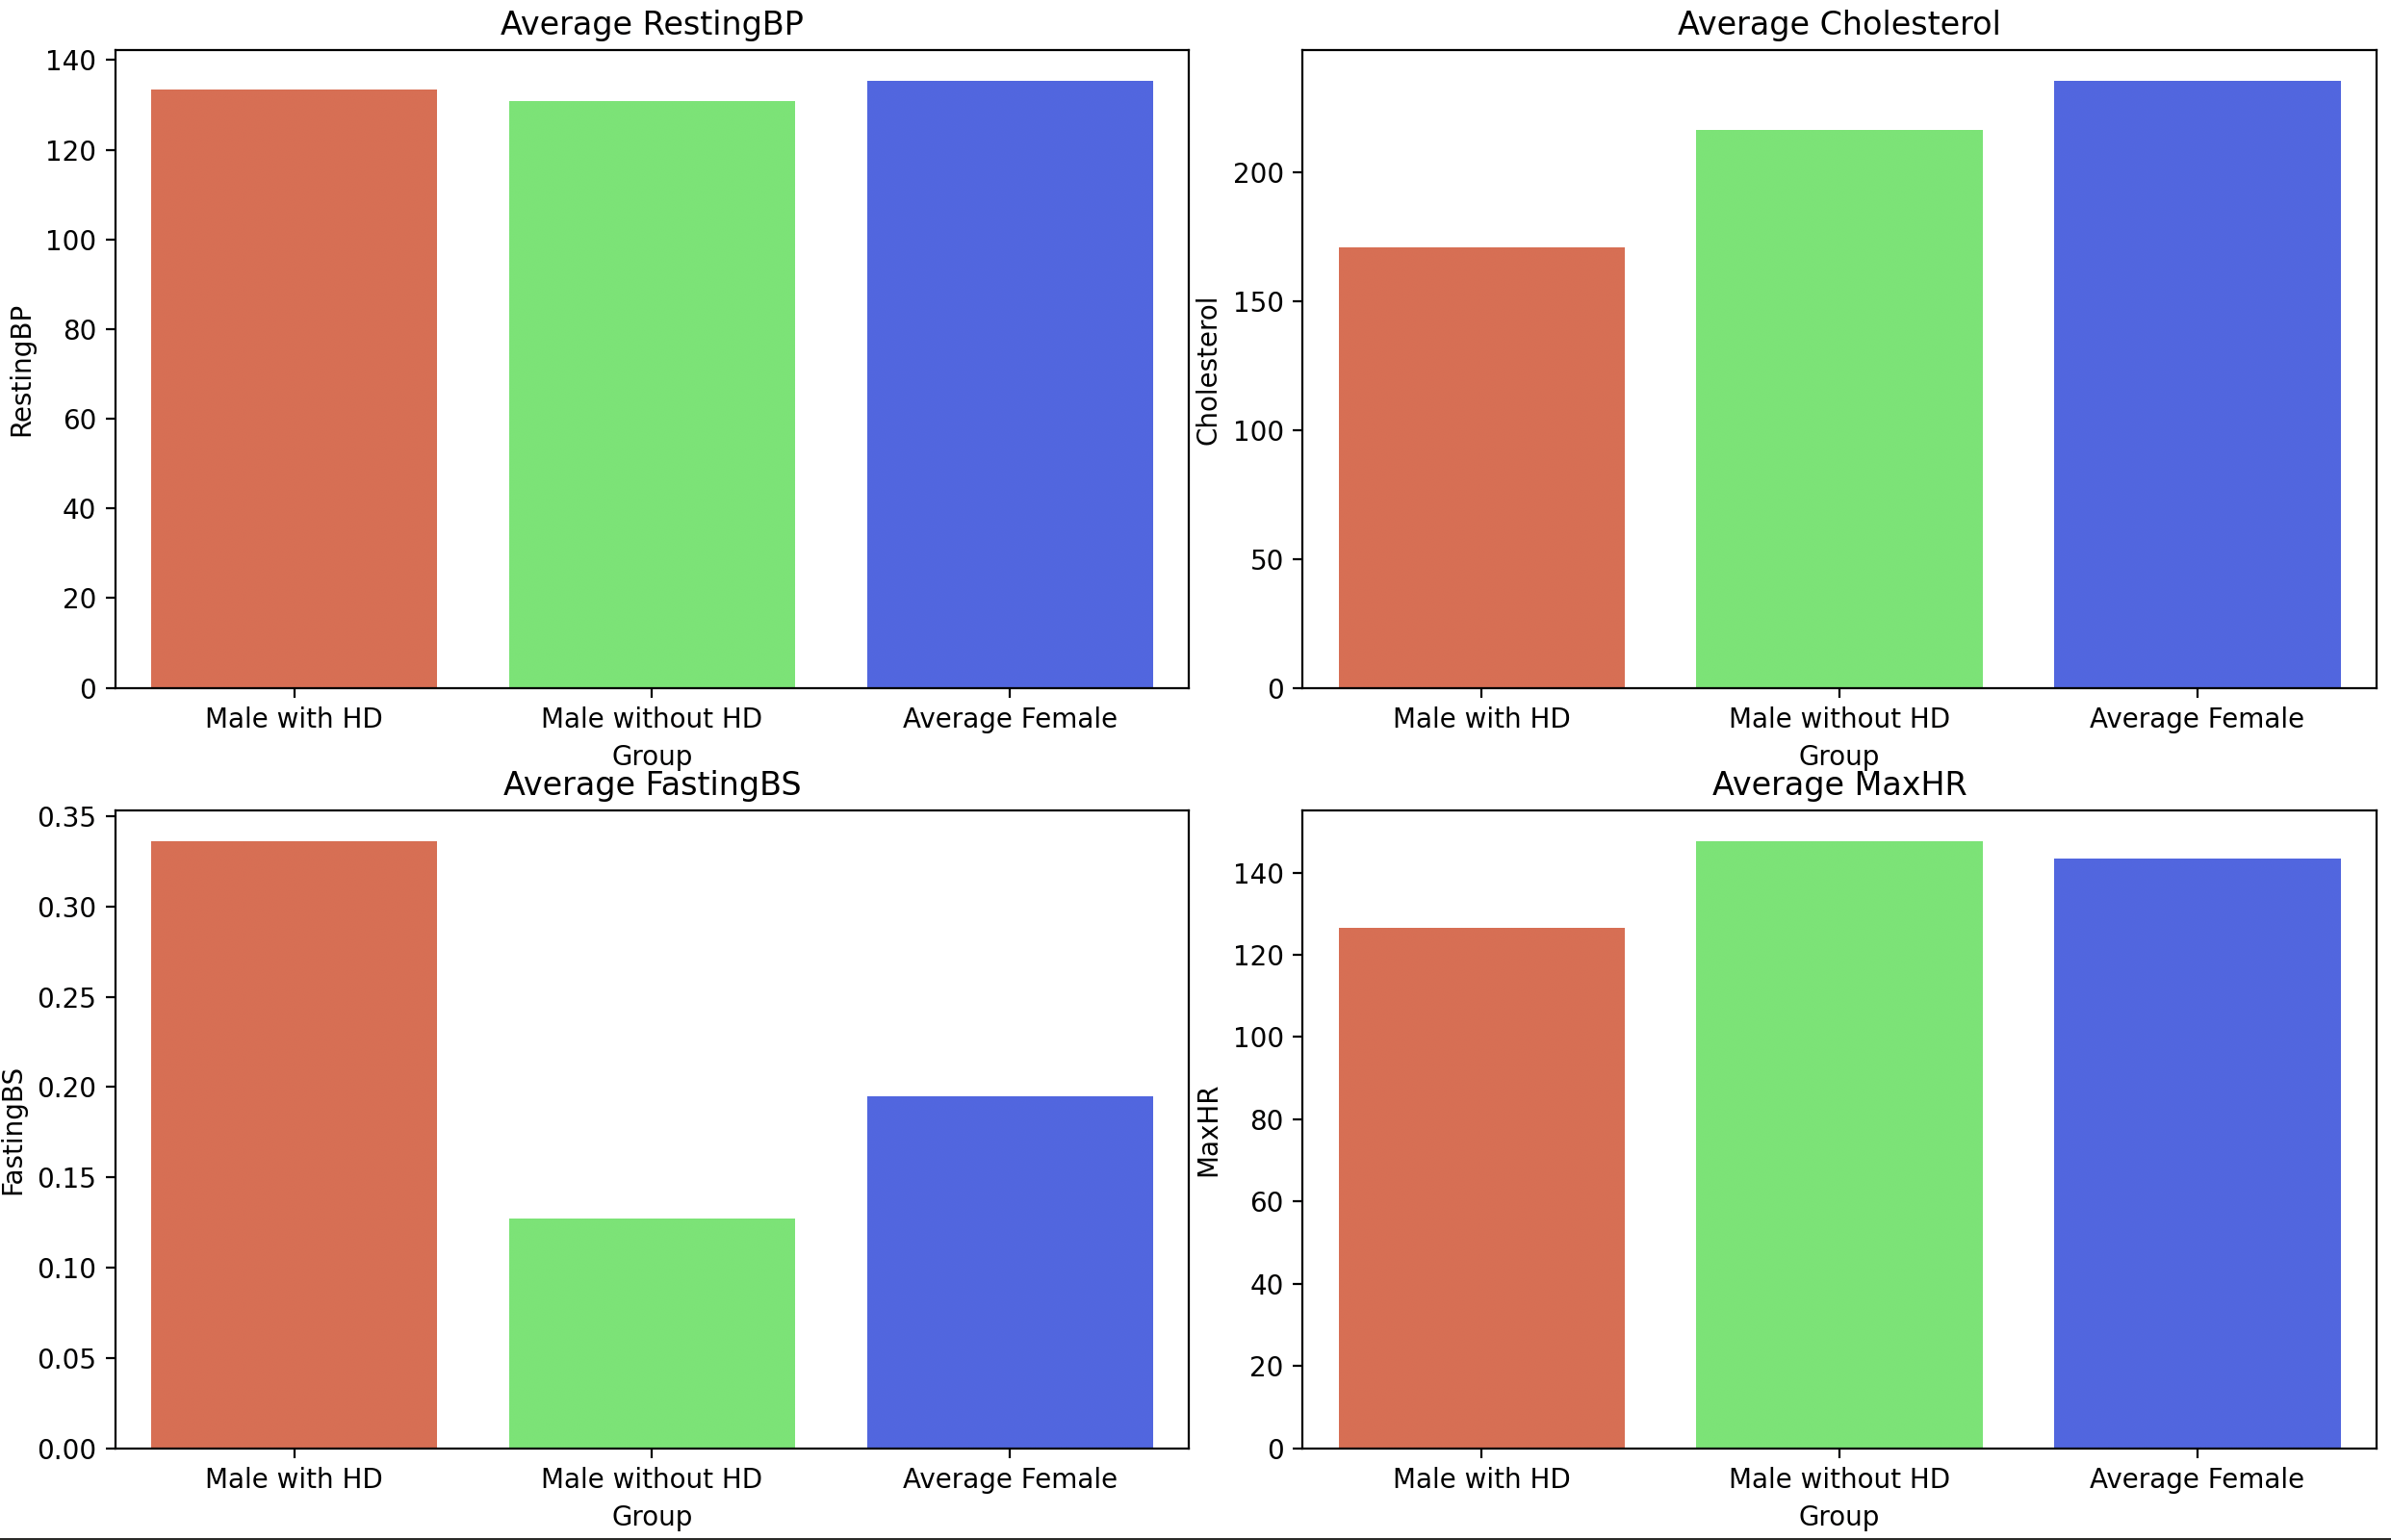 Average RestingBP
RestingBP
140
120
100
80
60
40
20
0
Male with HD Male without HD Average Female
Group
Average Cholesterol
Cholesterol
200
150
100
50
0
Male with HD Male without HD Average Female
Group
Average FastingBS
FastingBS
0.35
0.30
0.25
0.20
0.15
0.10
0.05
0.00
Male with HD Male without HD Average Female
Group
Average MaxHR
MaxHR
140
120
100
80
60
40
20
0
Male with HD Male without HD Average Female
Group